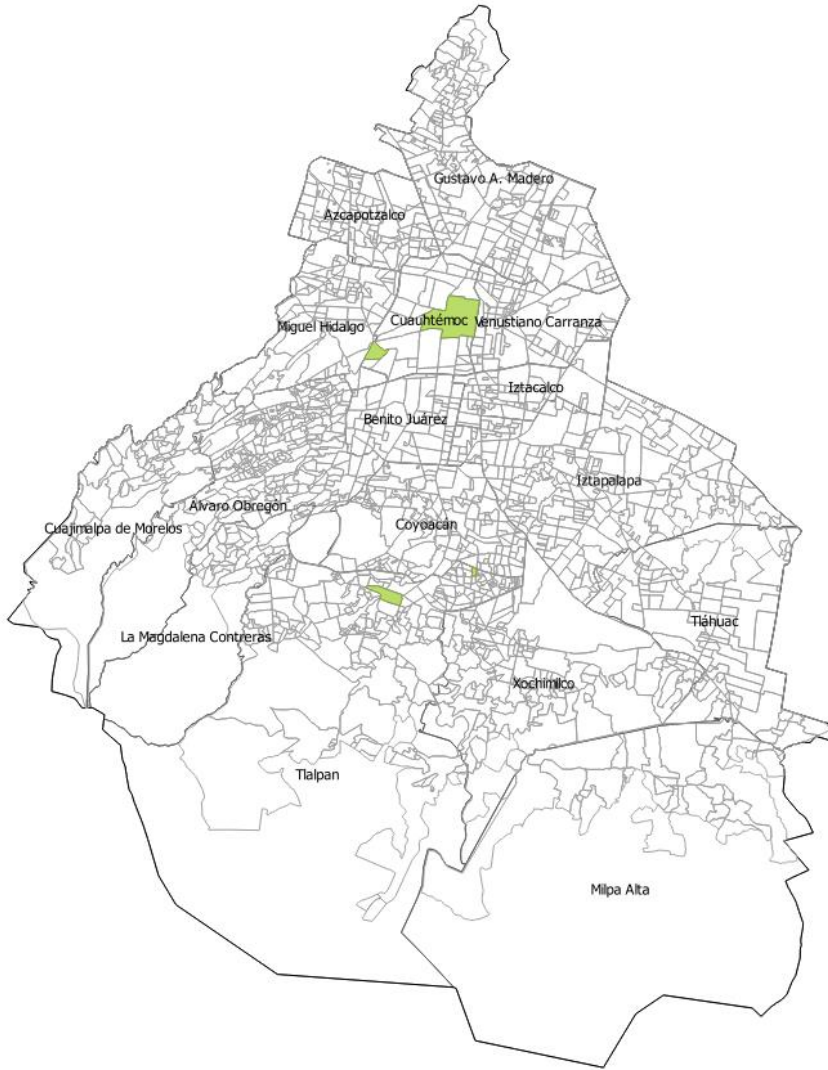 Gustavo A. Madero
Azcapotzalco
Cuauhtémoc
Venustiano Carranza
Miguel Hidalgo
Iztacalco
Benito Juárez
Iztapalapa
Álvaro Obregón
Coyoacán
Cuajimalpa de Morelos
Tláhuac
La Magdalena Contreras
Xochimilco
Tlalpan
Milpa Alta